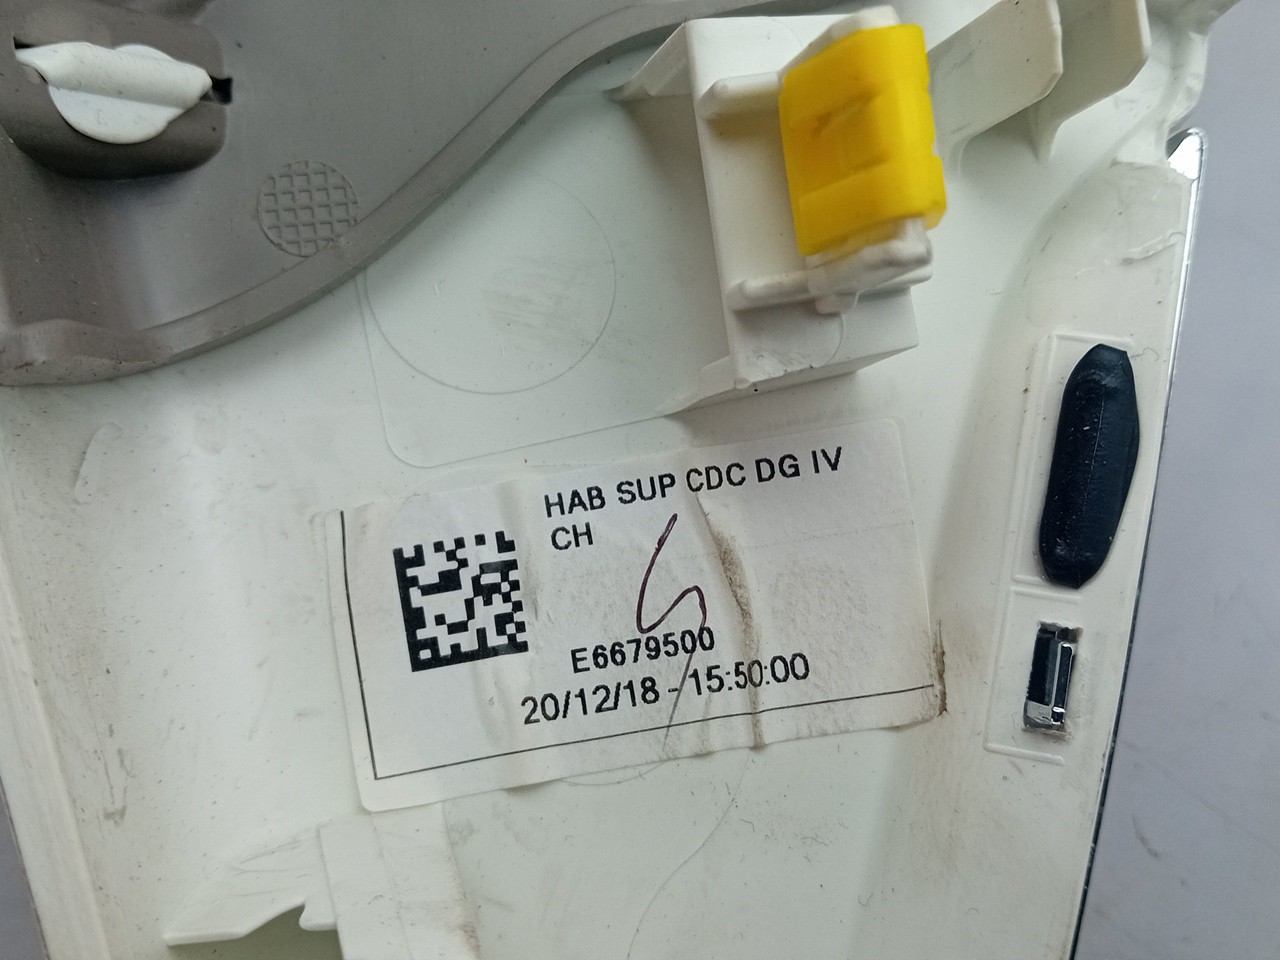 HAB SUP CDC DG IV
CH
E6679500
20/12/18 - 15:50:00